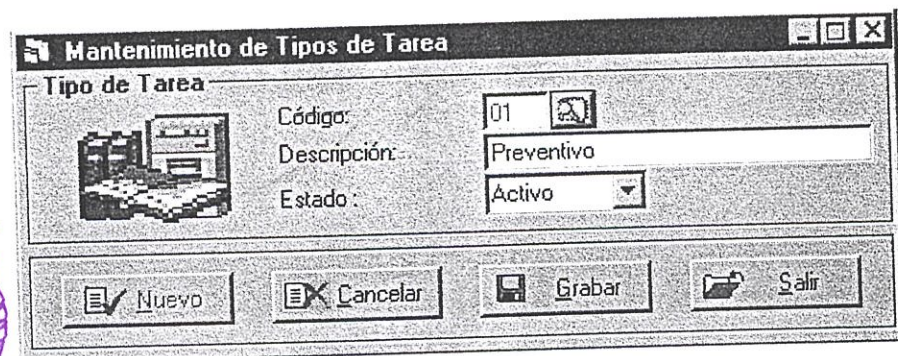 Mantenimiento de Tipos de Tarea
Tipo de Tarea
Código: 01
Descripción: Preventivo
Estado : Activo
Nuevo Cancelar Grabar Salir